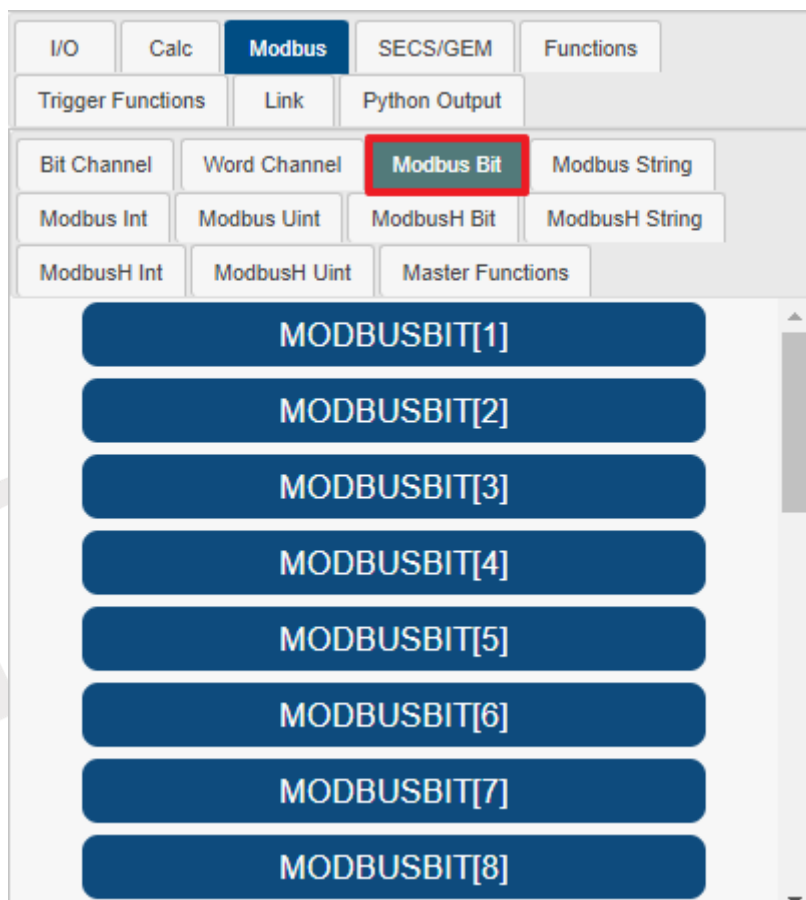 I/O Calc Modbus SECS/GEM Functions
Trigger Functions Link Python Output
Bit Channel Word Channel Modbus Bit Modbus String
Modbus Int Modbus Uint ModbusH Bit ModbusH String
ModbusH Int ModbusH Uint Master Functions
MODBUSBIT[1]
MODBUSBIT[2]
MODBUSBIT[3]
MODBUSBIT[4]
MODBUSBIT[5]
MODBUSBIT[6]
MODBUSBIT[7]
MODBUSBIT[8]